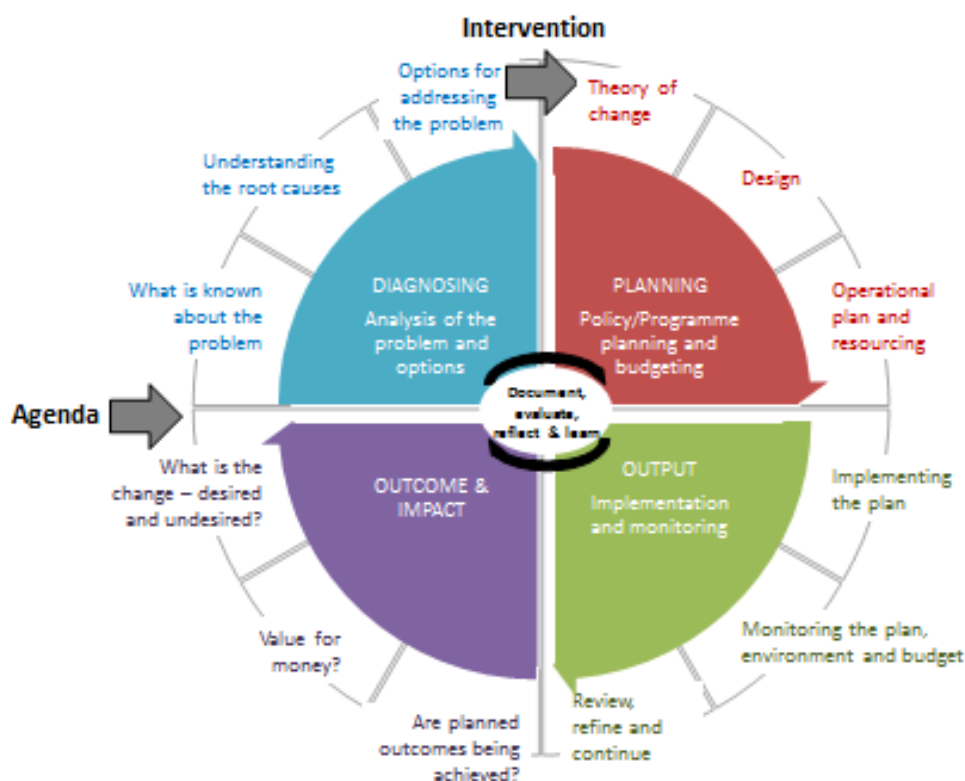 Intervention
Options for
addressing
the problem
Theory of
change
Understanding
the root causes
Design
What is known
about the
problem
DIAGNOSING
Analysis of the
problem and
options
PLANNING
Policy/Programme
planning and
budgeting
Operational
plan and
resourcing
Agenda
Document,
evaluate,
reflect & learn
What is the
change – desired
and undesired?
OUTCOME &
IMPACT
OUTPUT
Implementation
and monitoring
Implementing
the plan
Value for
money?
Monitoring the plan,
environment and budget
Are planned
outcomes being
achieved?
Review,
refine and
continue